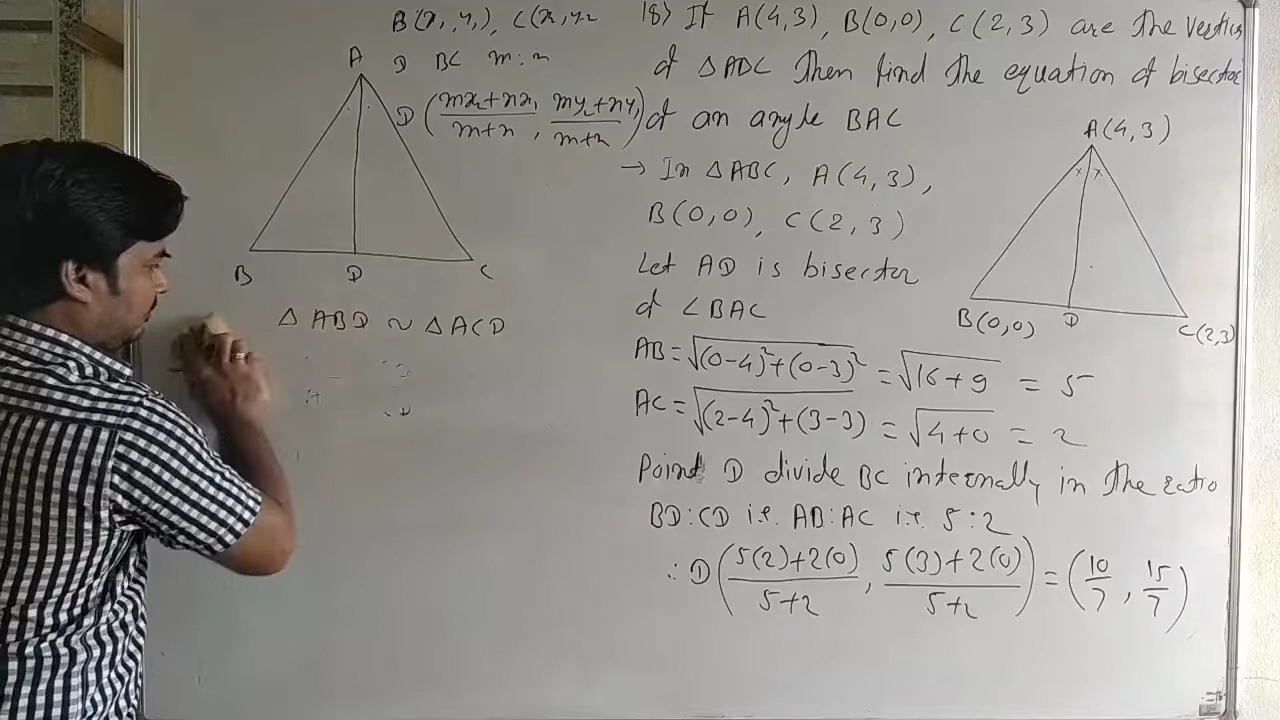 B(x₁, y₁), C(x₂, y₂
D BC m:n
D (mx₂+nx₁/m+n, my₂+ny₁/m+n)
A
B D C
△ ABD ~ △ ACD
18) If A(4,3), B(0,0), C(2,3) are the vertices
of △ADC Then find the equation of bisector
of an angle BAC
→ In △ABC, A(4,3),
B(0,0), C(2,3)
Let AD is bisector
of ∠BAC
A(4,3)
x x
B(0,0) D C(2,3)
AB = √(0-4)²+(0-3)² = √16+9 = 5
AC = √(2-4)²+(3-3) = √4+0 = 2
Point D divide BC internally in the ratio
BD:CD i.e. AB:AC i.e. 5:2
∴ D(5(2)+2(0)/5+2, 5(3)+2(0)/5+2) = (10/7, 15/7)